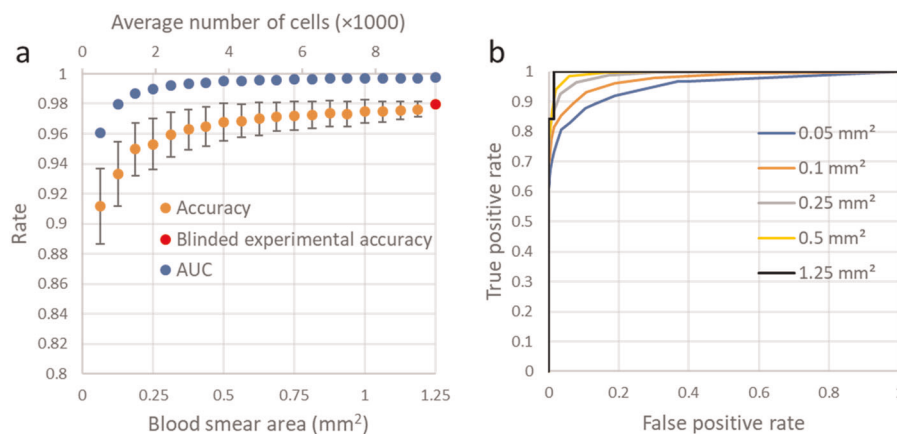 a
Average number of cells (×1000)
0 2 4 6 8
1
0.98
0.96
0.94
0.92
0.9
0.88
0.86
0.84
0.82
0.8
Rate
Accuracy
Blinded experimental accuracy
AUC
0 0.25 0.5 0.75 1 1.25
Blood smear area (mm²)
b
1
0.9
0.8
0.7
0.6
0.5
0.4
0.3
0.2
0.1
0
True positive rate
0.05 mm²
0.1 mm²
0.25 mm²
0.5 mm²
1.25 mm²
0 0.2 0.4 0.6 0.8 1
False positive rate